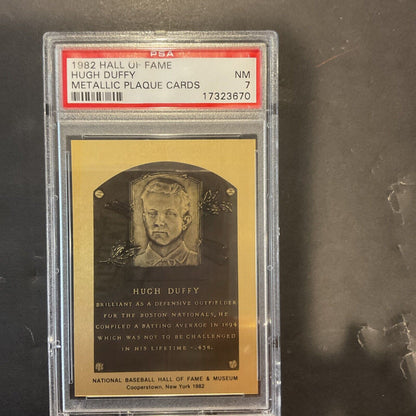 PSA
1982 HALL OF FAME
HUGH DUFFY NM
METALLIC PLAQUE CARDS 7
17323670
HUGH DUFFY
BRILLIANT AS A DEFENSIVE OUTFIELDER
FOR THE BOSTON NATIONALS, HE
COMPILED A BATTING AVERAGE IN 1894
WHICH WAS NOT TO BE CHALLENGED
IN HIS LIFETIME - .438.
NATIONAL BASEBALL HALL OF FAME & MUSEUM
Cooperstown, New York 1982